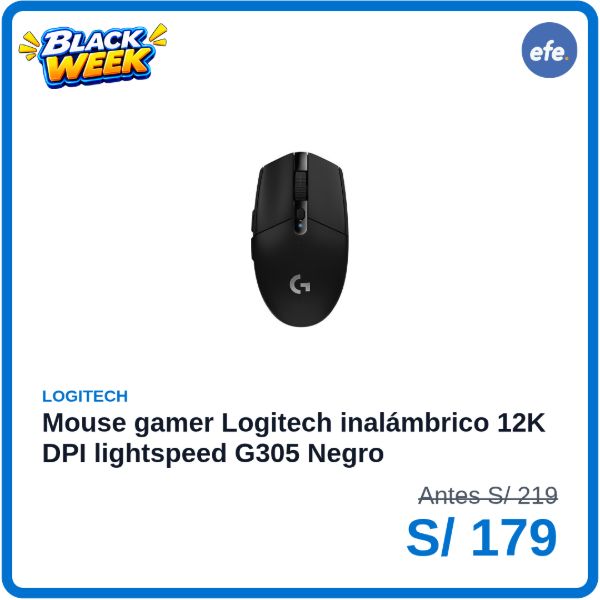 BLACK
WEEK
efe.
LOGITECH
Mouse gamer Logitech inalámbrico 12K
DPI lightspeed G305 Negro
Antes S/ 219
S/ 179